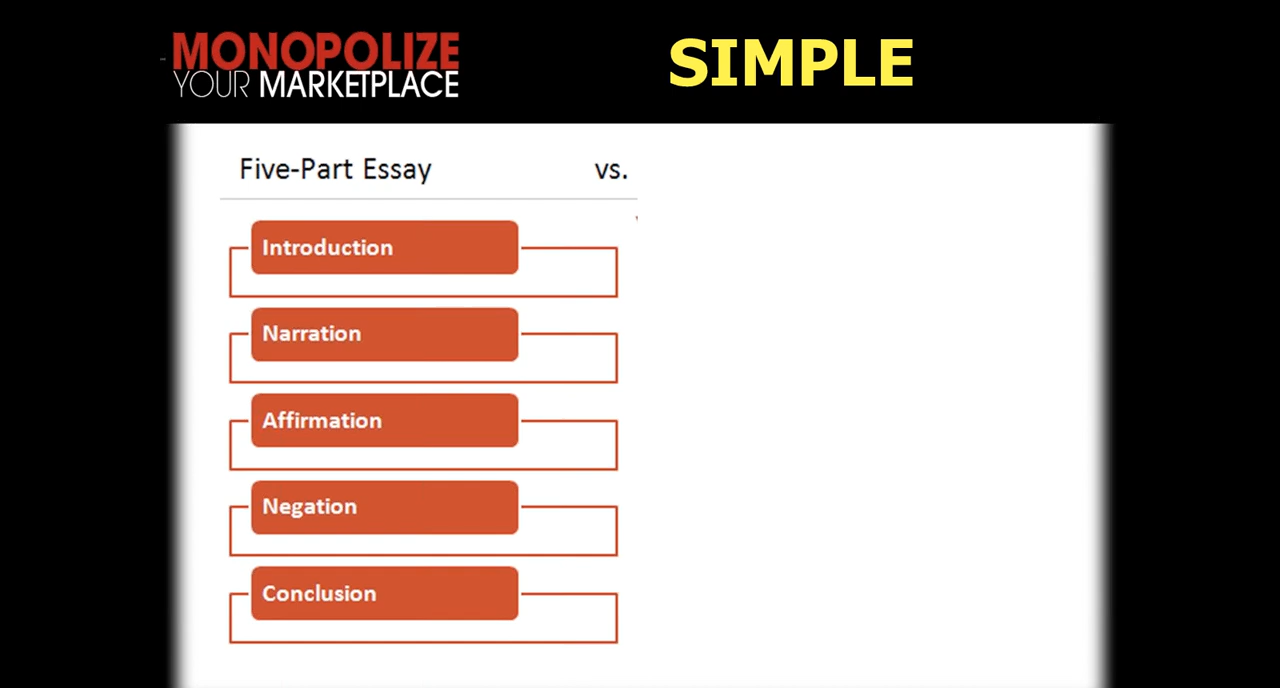 MONOPOLIZE
YOUR MARKETPLACE
SIMPLE
Five-Part Essay vs.
Introduction
Narration
Affirmation
Negation
Conclusion